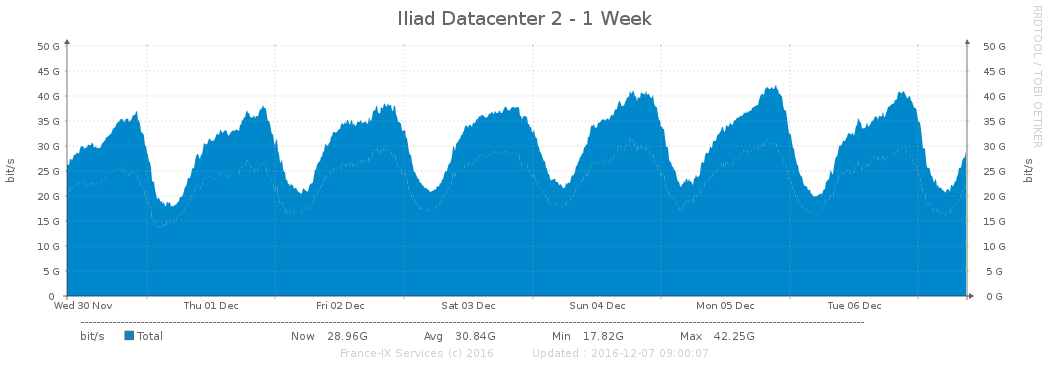 Iliad Datacenter 2 - 1 Week
RRDTOOL / TOBI OETIKER
50 G 50 G
45 G 45 G
40 G 40 G
35 G 35 G
30 G 30 G
25 G 25 G
20 G 20 G
15 G 15 G
10 G 10 G
5 G 5 G
0 0 G
bit/s
bit/s
Wed 30 Nov Thu 01 Dec Fri 02 Dec Sat 03 Dec Sun 04 Dec Mon 05 Dec Tue 06 Dec
bit/s Total Now 28.96G Avg 30.84G Min 17.82G Max 42.25G
France-IX Services (c) 2016 Updated : 2016-12-07 09:00:07